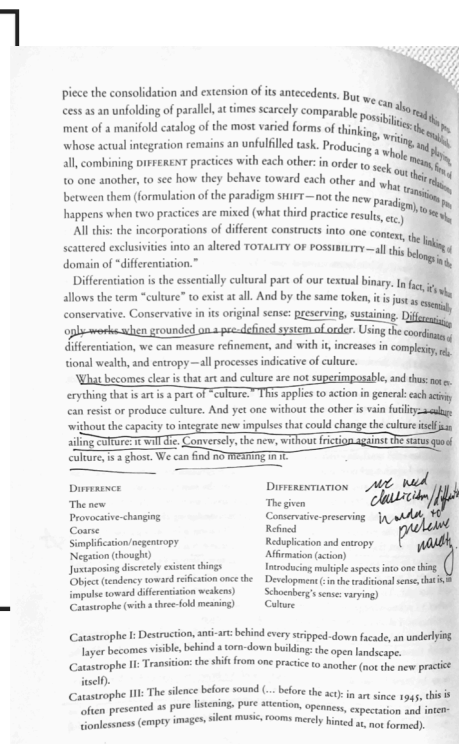 piece the consolidation and extension of its antecedents. But we can also read this pro-
cess as an unfolding of parallel, at times scarcely comparable possibilities: the establish-
ment of a manifold catalog of the most varied forms of thinking, writing, and playing,
whose actual integration remains an unfulfilled task. Producing a whole meant, first of
all, combining DIFFERENT practices with each other: in order to seek out their relations
to one another, to see how they behave toward each other and what transitions pass
between them (formulation of the paradigm SHIFT—not the new paradigm), to see what
happens when two practices are mixed (what third practice results, etc.)
All this: the incorporations of different constructs into one context, the linking of
scattered exclusivities into an altered TOTALITY OF POSSIBILITY—all this belongs in the
domain of "differentiation."
Differentiation is the essentially cultural part of our textual binary. In fact, it's what
allows the term "culture" to exist at all. And by the same token, it is just as essentially
conservative. Conservative in its original sense: preserving, sustaining. Differentiation
only works when grounded on a pre-defined system of order. Using the coordinates of
differentiation, we can measure refinement, and with it, increases in complexity, rela-
tional wealth, and entropy—all processes indicative of culture.
What becomes clear is that art and culture are not superimposable, and thus: not ev-
erything that is art is a part of "culture." This applies to action in general: each activity
can resist or produce culture. And yet one without the other is vain futility; a culture
without the capacity to integrate new impulses that could change the culture itself is an
ailing culture: it will die. Conversely, the new, without friction against the status quo of
culture, is a ghost. We can find no meaning in it.
we need
classicism/
in order to
preserve
DIFFERENCE DIFFERENTIATION
The new The given
Provocative-changing Conservative-preserving
Coarse Refined
Simplification/negentropy Reduplication and entropy
Negation (thought) Affirmation (action)
Juxtaposing discretely existent things Introducing multiple aspects into one thing
Object (tendency toward reification once the Development (: in the traditional sense, that is, in
impulse toward differentiation weakens) Schoenberg's sense: varying)
Catastrophe (with a three-fold meaning) Culture
Catastrophe I: Destruction, anti-art: behind every stripped-down facade, an underlying
layer becomes visible, behind a torn-down building: the open landscape.
Catastrophe II: Transition: the shift from one practice to another (not the new practice
itself).
Catastrophe III: The silence before sound (... before the act): in art since 1945, this is
often presented as pure listening, pure attention, openness, expectation and inten-
tionlessness (empty images, silent music, rooms merely hinted at, not formed).